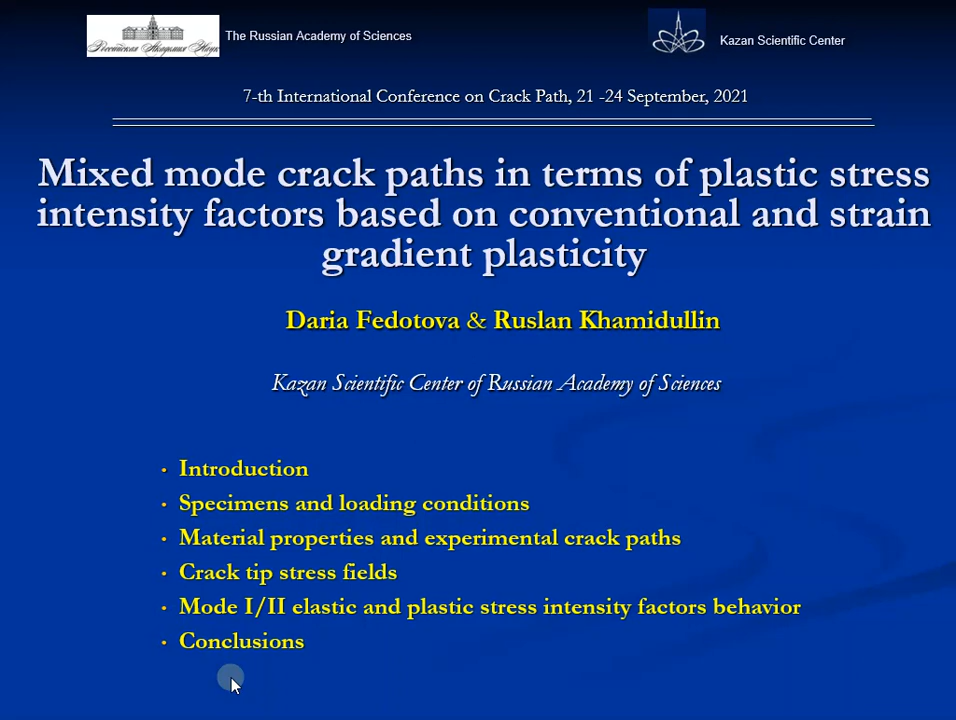 Российская Академия Наук
The Russian Academy of Sciences
Kazan Scientific Center
7-th International Conference on Crack Path, 21 -24 September, 2021
Mixed mode crack paths in terms of plastic stress
intensity factors based on conventional and strain
gradient plasticity
Daria Fedotova & Ruslan Khamidullin
Kazan Scientific Center of Russian Academy of Sciences
• Introduction
• Specimens and loading conditions
• Material properties and experimental crack paths
• Crack tip stress fields
• Mode I/II elastic and plastic stress intensity factors behavior
• Conclusions